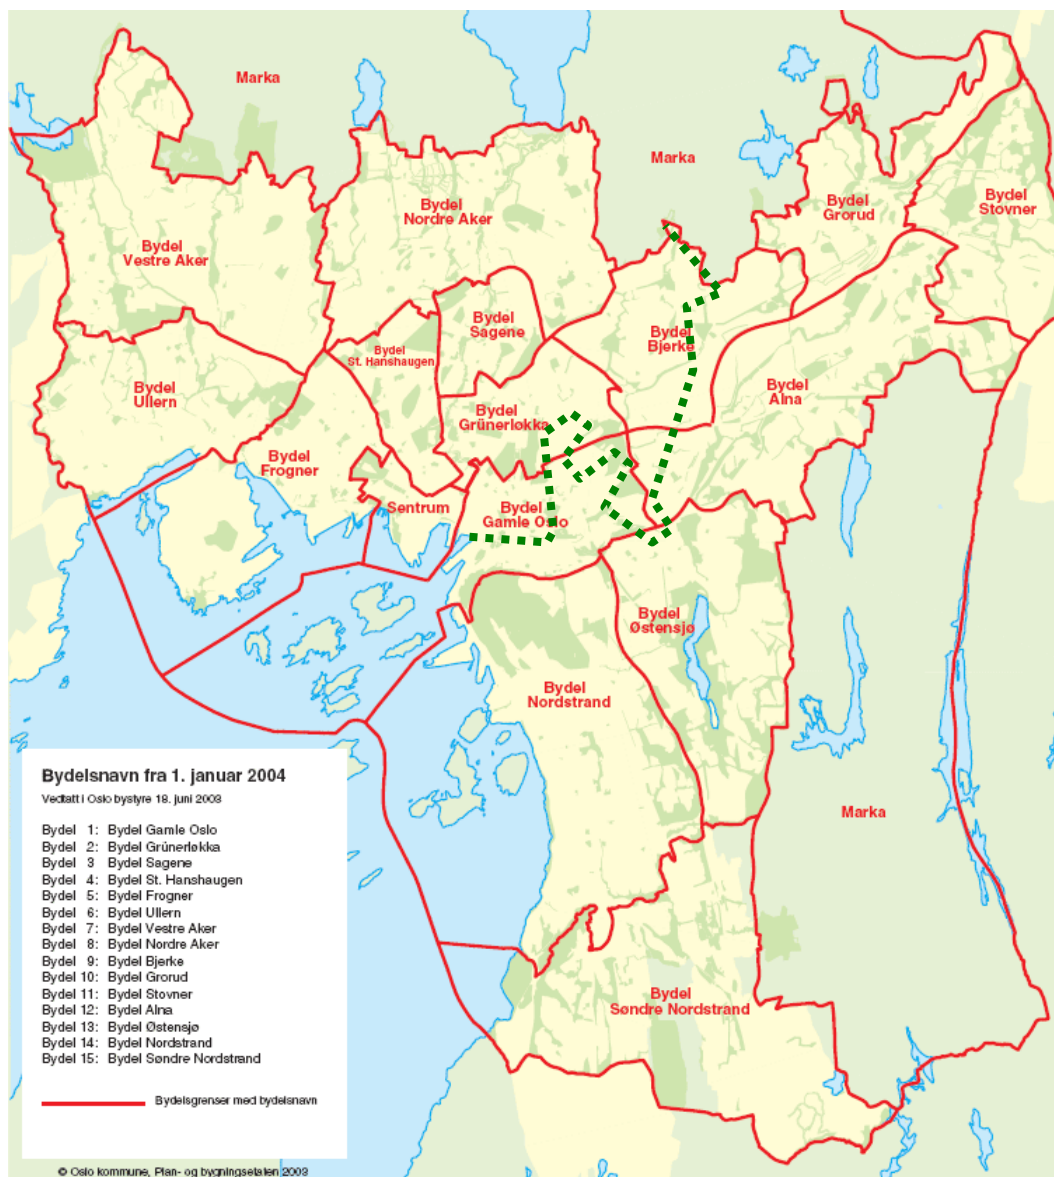 Marka
Marka
Bydel
Grorud
Bydel
Stovner
Bydel
Nordre Aker
Bydel
Vestre Aker
Bydel
Sagene
Bydel
St. Hanshaugen
Bydel
Bjerke
Bydel
Ullern
Bydel
Alna
Bydel
Grünerløkka
Bydel
Frogner
Sentrum
Bydel
Gamle Oslo
Bydel
Østensjø
Bydel
Nordstrand
Marka
Bydel
Søndre Nordstrand
Bydelsnavn fra 1. januar 2004
Vedtatt i Oslo bystyre 18. juni 2003
Bydel 1: Bydel Gamle Oslo
Bydel 2: Bydel Grünerløkka
Bydel 3 Bydel Sagene
Bydel 4: Bydel St. Hanshaugen
Bydel 5: Bydel Frogner
Bydel 6: Bydel Ullern
Bydel 7: Bydel Vestre Aker
Bydel 8: Bydel Nordre Aker
Bydel 9: Bydel Bjerke
Bydel 10: Bydel Grorud
Bydel 11: Bydel Stovner
Bydel 12: Bydel Alna
Bydel 13: Bydel Østensjø
Bydel 14: Bydel Nordstrand
Bydel 15: Bydel Søndre Nordstrand
Bydelsgrenser med bydelsnavn
© Oslo kommune, Plan- og bygningsetaten 2003